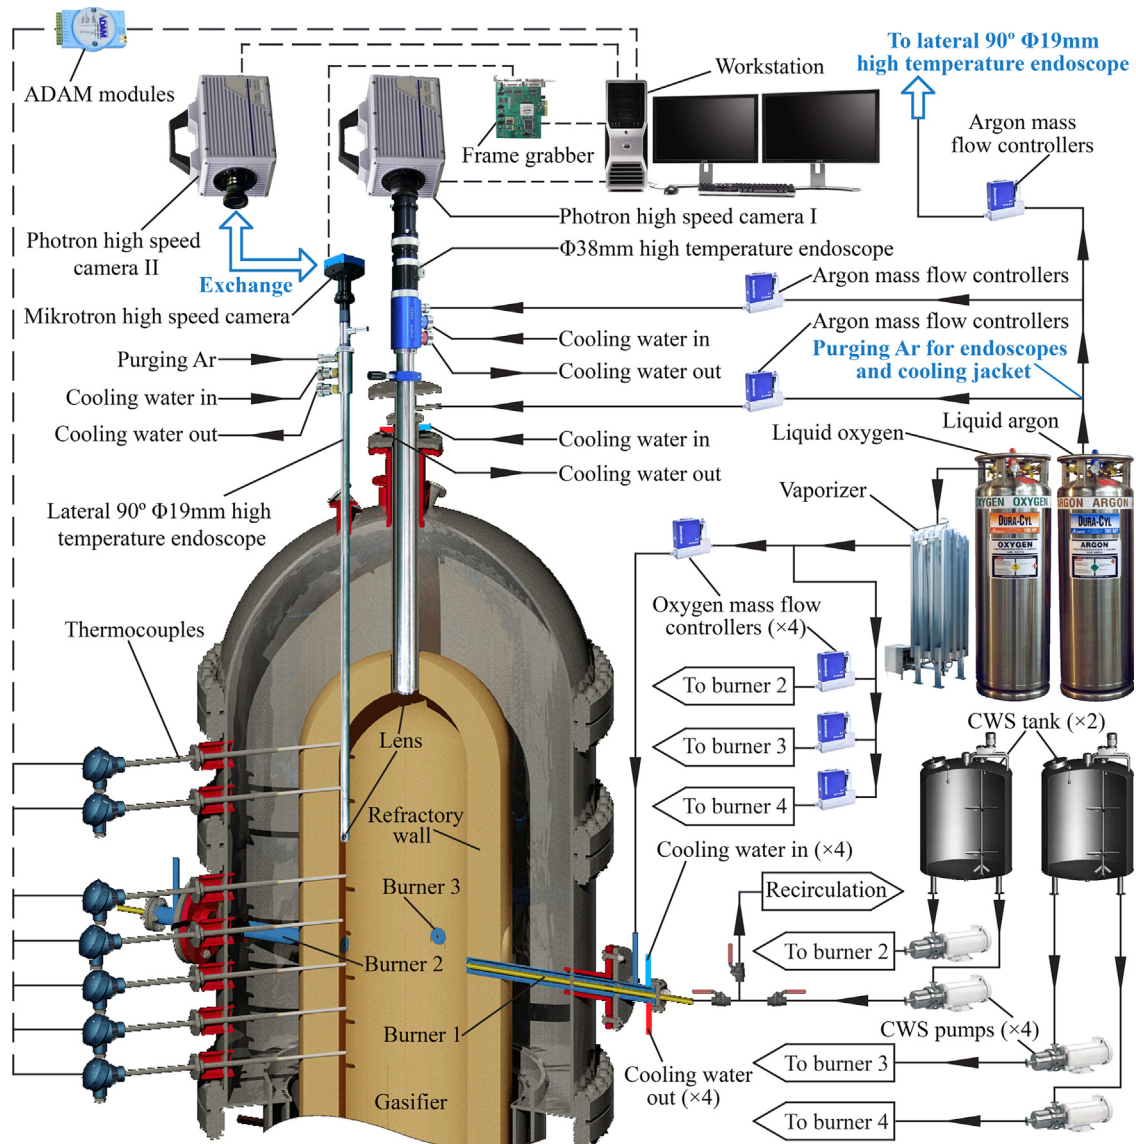 ADAM
ADAM modules
Workstation
Frame grabber
To lateral 90º Φ19mm
high temperature endoscope
Argon mass
flow controllers
Photron high speed
camera II
Exchange
Photron high speed camera I
Φ38mm high temperature endoscope
Mikrotron high speed camera
Argon mass flow controllers
Purging Ar
Cooling water in
Cooling water out
Cooling water in
Cooling water out
Argon mass flow controllers
Purging Ar for endoscopes
and cooling jacket
Cooling water in
Cooling water out
Liquid oxygen
Liquid argon
Vaporizer
OXYGEN OXYGEN
ARGON ARGON
DURA-CYL
OXYGEN
DURA-CYL
ARGON
Lateral 90º Φ19mm high
temperature endoscope
Oxygen mass flow
controllers (×4)
To burner 2
To burner 3
To burner 4
Thermocouples
Lens
Refractory
wall
Burner 3
Burner 2
Burner 1
Gasifier
CWS tank (×2)
Cooling water in (×4)
Recirculation
To burner 2
CWS pumps (×4)
To burner 3
Cooling water
out (×4)
To burner 4